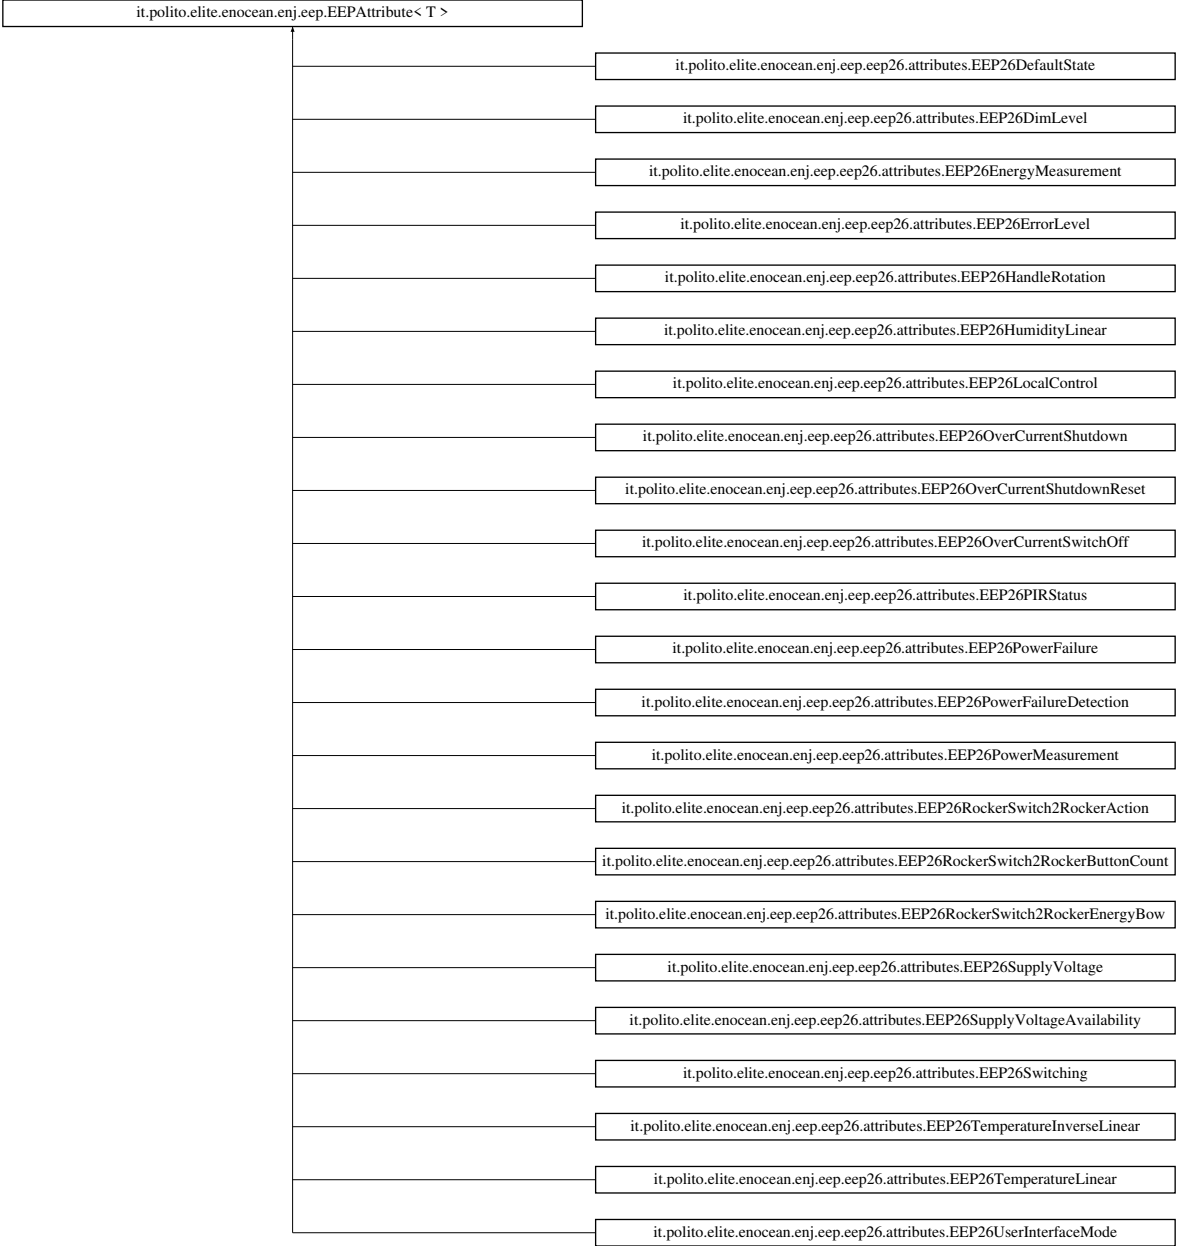 it.polito.elite.enocean.enj.eep.EEPAttribute< T >
it.polito.elite.enocean.enj.eep.eep26.attributes.EEP26DefaultState
it.polito.elite.enocean.enj.eep.eep26.attributes.EEP26DimLevel
it.polito.elite.enocean.enj.eep.eep26.attributes.EEP26EnergyMeasurement
it.polito.elite.enocean.enj.eep.eep26.attributes.EEP26ErrorLevel
it.polito.elite.enocean.enj.eep.eep26.attributes.EEP26HandleRotation
it.polito.elite.enocean.enj.eep.eep26.attributes.EEP26HumidityLinear
it.polito.elite.enocean.enj.eep.eep26.attributes.EEP26LocalControl
it.polito.elite.enocean.enj.eep.eep26.attributes.EEP26OverCurrentShutdown
it.polito.elite.enocean.enj.eep.eep26.attributes.EEP26OverCurrentShutdownReset
it.polito.elite.enocean.enj.eep.eep26.attributes.EEP26OverCurrentSwitchOff
it.polito.elite.enocean.enj.eep.eep26.attributes.EEP26PIRStatus
it.polito.elite.enocean.enj.eep.eep26.attributes.EEP26PowerFailure
it.polito.elite.enocean.enj.eep.eep26.attributes.EEP26PowerFailureDetection
it.polito.elite.enocean.enj.eep.eep26.attributes.EEP26PowerMeasurement
it.polito.elite.enocean.enj.eep.eep26.attributes.EEP26RockerSwitch2RockerAction
it.polito.elite.enocean.enj.eep.eep26.attributes.EEP26RockerSwitch2RockerButtonCount
it.polito.elite.enocean.enj.eep.eep26.attributes.EEP26RockerSwitch2RockerEnergyBow
it.polito.elite.enocean.enj.eep.eep26.attributes.EEP26SupplyVoltage
it.polito.elite.enocean.enj.eep.eep26.attributes.EEP26SupplyVoltageAvailability
it.polito.elite.enocean.enj.eep.eep26.attributes.EEP26Switching
it.polito.elite.enocean.enj.eep.eep26.attributes.EEP26TemperatureInverseLinear
it.polito.elite.enocean.enj.eep.eep26.attributes.EEP26TemperatureLinear
it.polito.elite.enocean.enj.eep.eep26.attributes.EEP26UserInterfaceMode